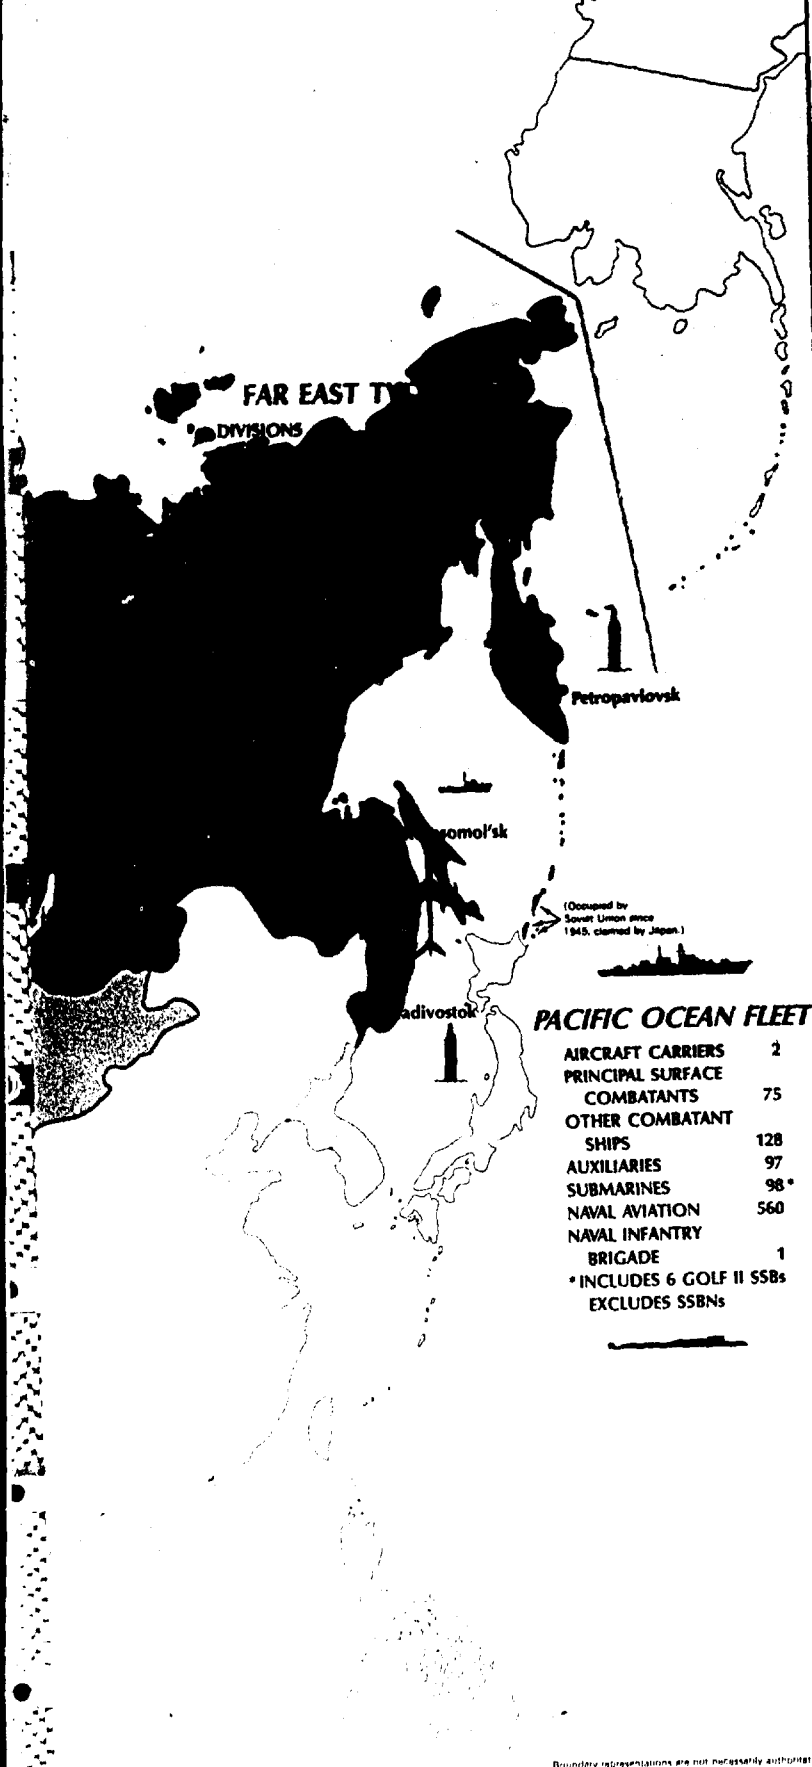 FAR EAST
DIVISIONS
Petropavlovsk
somol'sk
(Occupied by
Soviet Union since
1945, claimed by Japan.)
adivostok
PACIFIC OCEAN FLEET
AIRCRAFT CARRIERS 2
PRINCIPAL SURFACE
COMBATANTS 75
OTHER COMBATANT
SHIPS 128
AUXILIARIES 97
SUBMARINES 98*
NAVAL AVIATION 560
NAVAL INFANTRY
BRIGADE 1
*INCLUDES 6 GOLF II SSBs
EXCLUDES SSBNs
Boundary representations are not necessarily